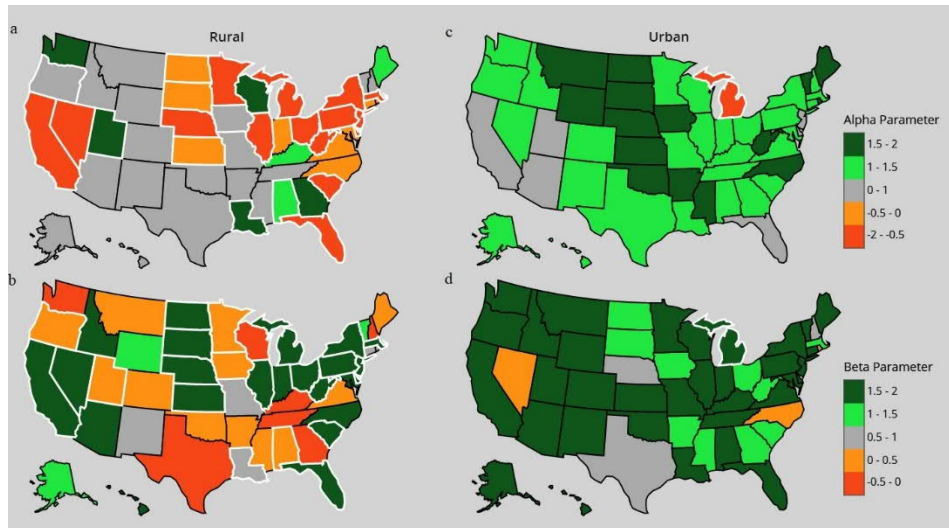 a
Rural
c
Urban
Alpha Parameter
1.5 - 2
1 - 1.5
0 - 1
-0.5 - 0
-2 - -0.5
b
d
Beta Parameter
1.5 - 2
1 - 1.5
0.5 - 1
0 - 0.5
-0.5 - 0